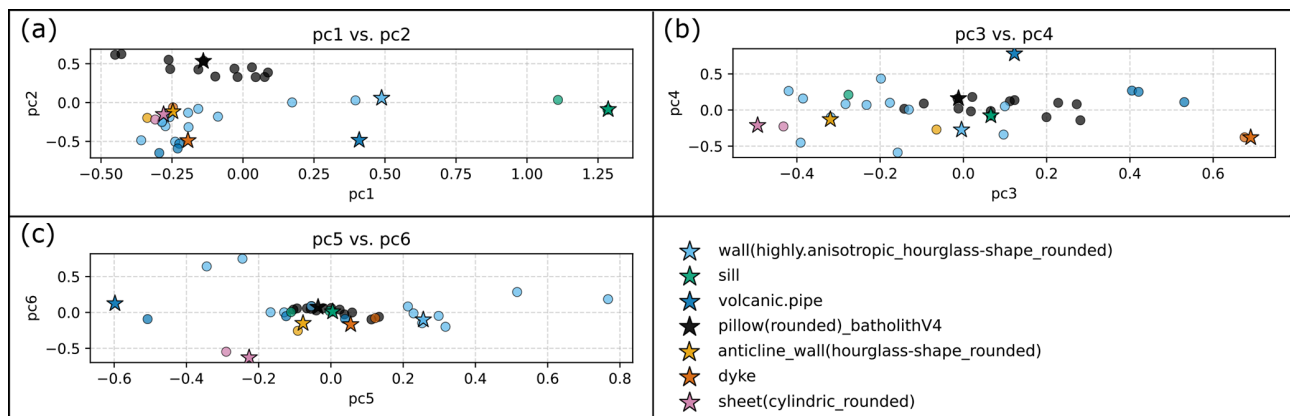 (a)
pc1 vs. pc2
0.5
0.0
−0.5
pc2
−0.50
−0.25
0.00
0.25
0.50
0.75
1.00
1.25
pc1
(b)
pc3 vs. pc4
0.5
0.0
−0.5
pc4
−0.4
−0.2
0.0
0.2
0.4
0.6
pc3
(c)
pc5 vs. pc6
0.5
0.0
−0.5
pc6
−0.6
−0.4
−0.2
0.0
0.2
0.4
0.6
0.8
pc5
wall(highly.anisotropic_hourglass-shape_rounded)
sill
volcanic.pipe
pillow(rounded)_batholithV4
anticline_wall(hourglass-shape_rounded)
dyke
sheet(cylindric_rounded)